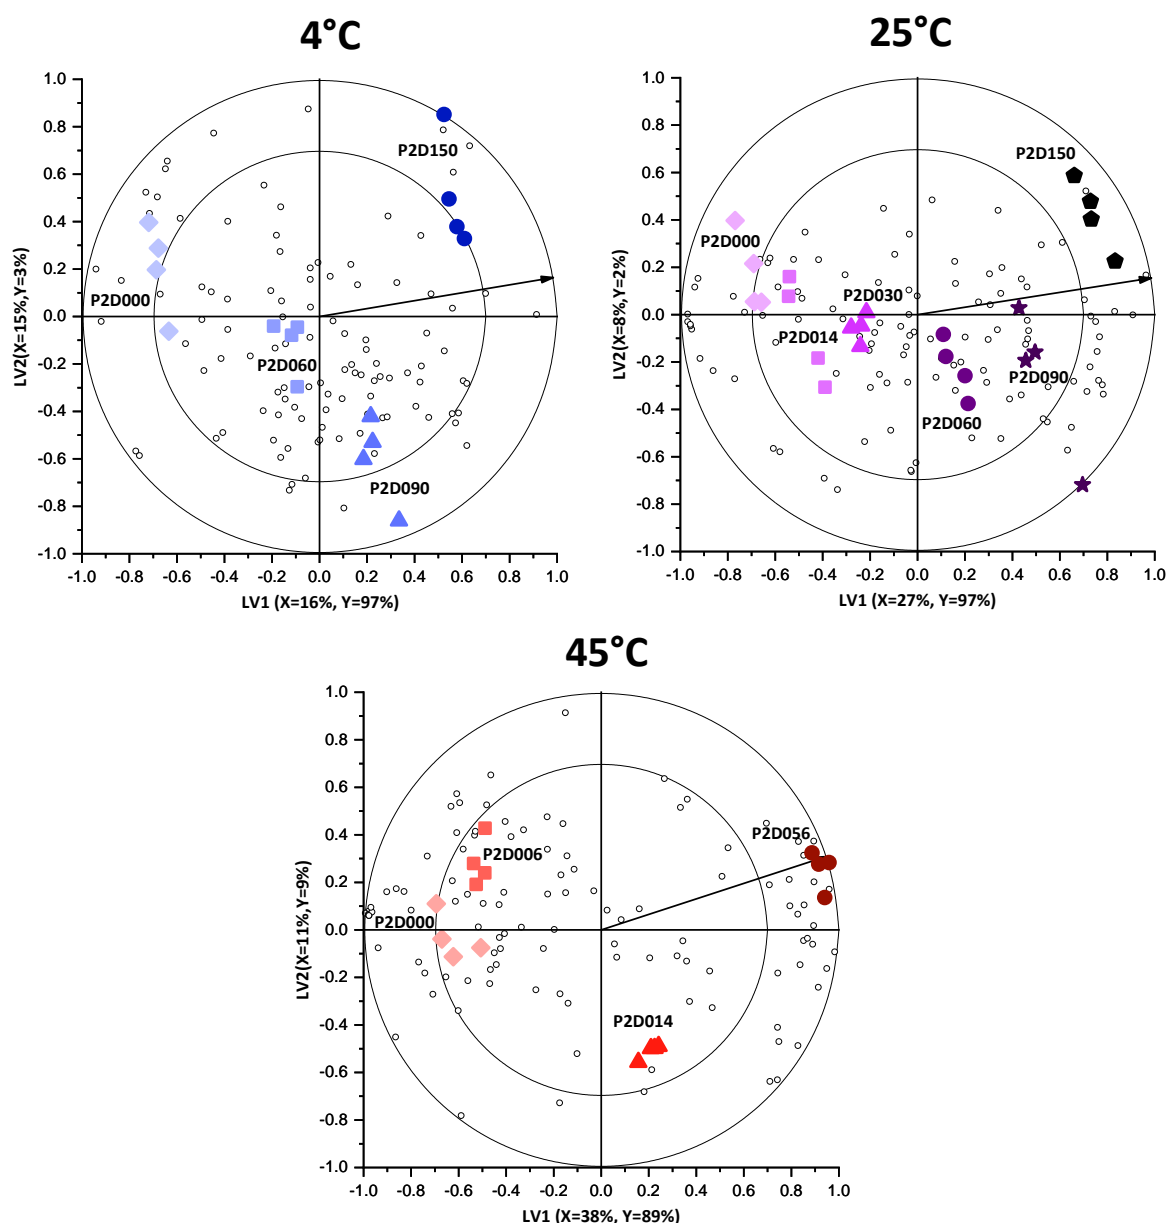 4°C
25°C
1.0
0.8
0.6
0.4
0.2
0.0
-0.2
-0.4
-0.6
-0.8
-1.0
LV2(X=15%,Y=3%)
P2D150
P2D000
P2D060
P2D090
-1.0 -0.8 -0.6 -0.4 -0.2 0.0 0.2 0.4 0.6 0.8 1.0
LV1 (X=16%, Y=97%)
1.0
0.8
0.6
0.4
0.2
0.0
-0.2
-0.4
-0.6
-0.8
-1.0
LV2(X=8%,Y=2%)
P2D150
P2D000
P2D030
P2D014
P2D090
P2D060
-1.0 -0.8 -0.6 -0.4 -0.2 0.0 0.2 0.4 0.6 0.8 1.0
LV1 (X=27%, Y=97%)
45°C
1.0
0.8
0.6
0.4
0.2
0.0
-0.2
-0.4
-0.6
-0.8
-1.0
LV2(X=11%,Y=9%)
P2D056
P2D006
P2D000
P2D014
-1.0 -0.8 -0.6 -0.4 -0.2 0.0 0.2 0.4 0.6 0.8 1.0
LV1 (X=38%, Y=89%)